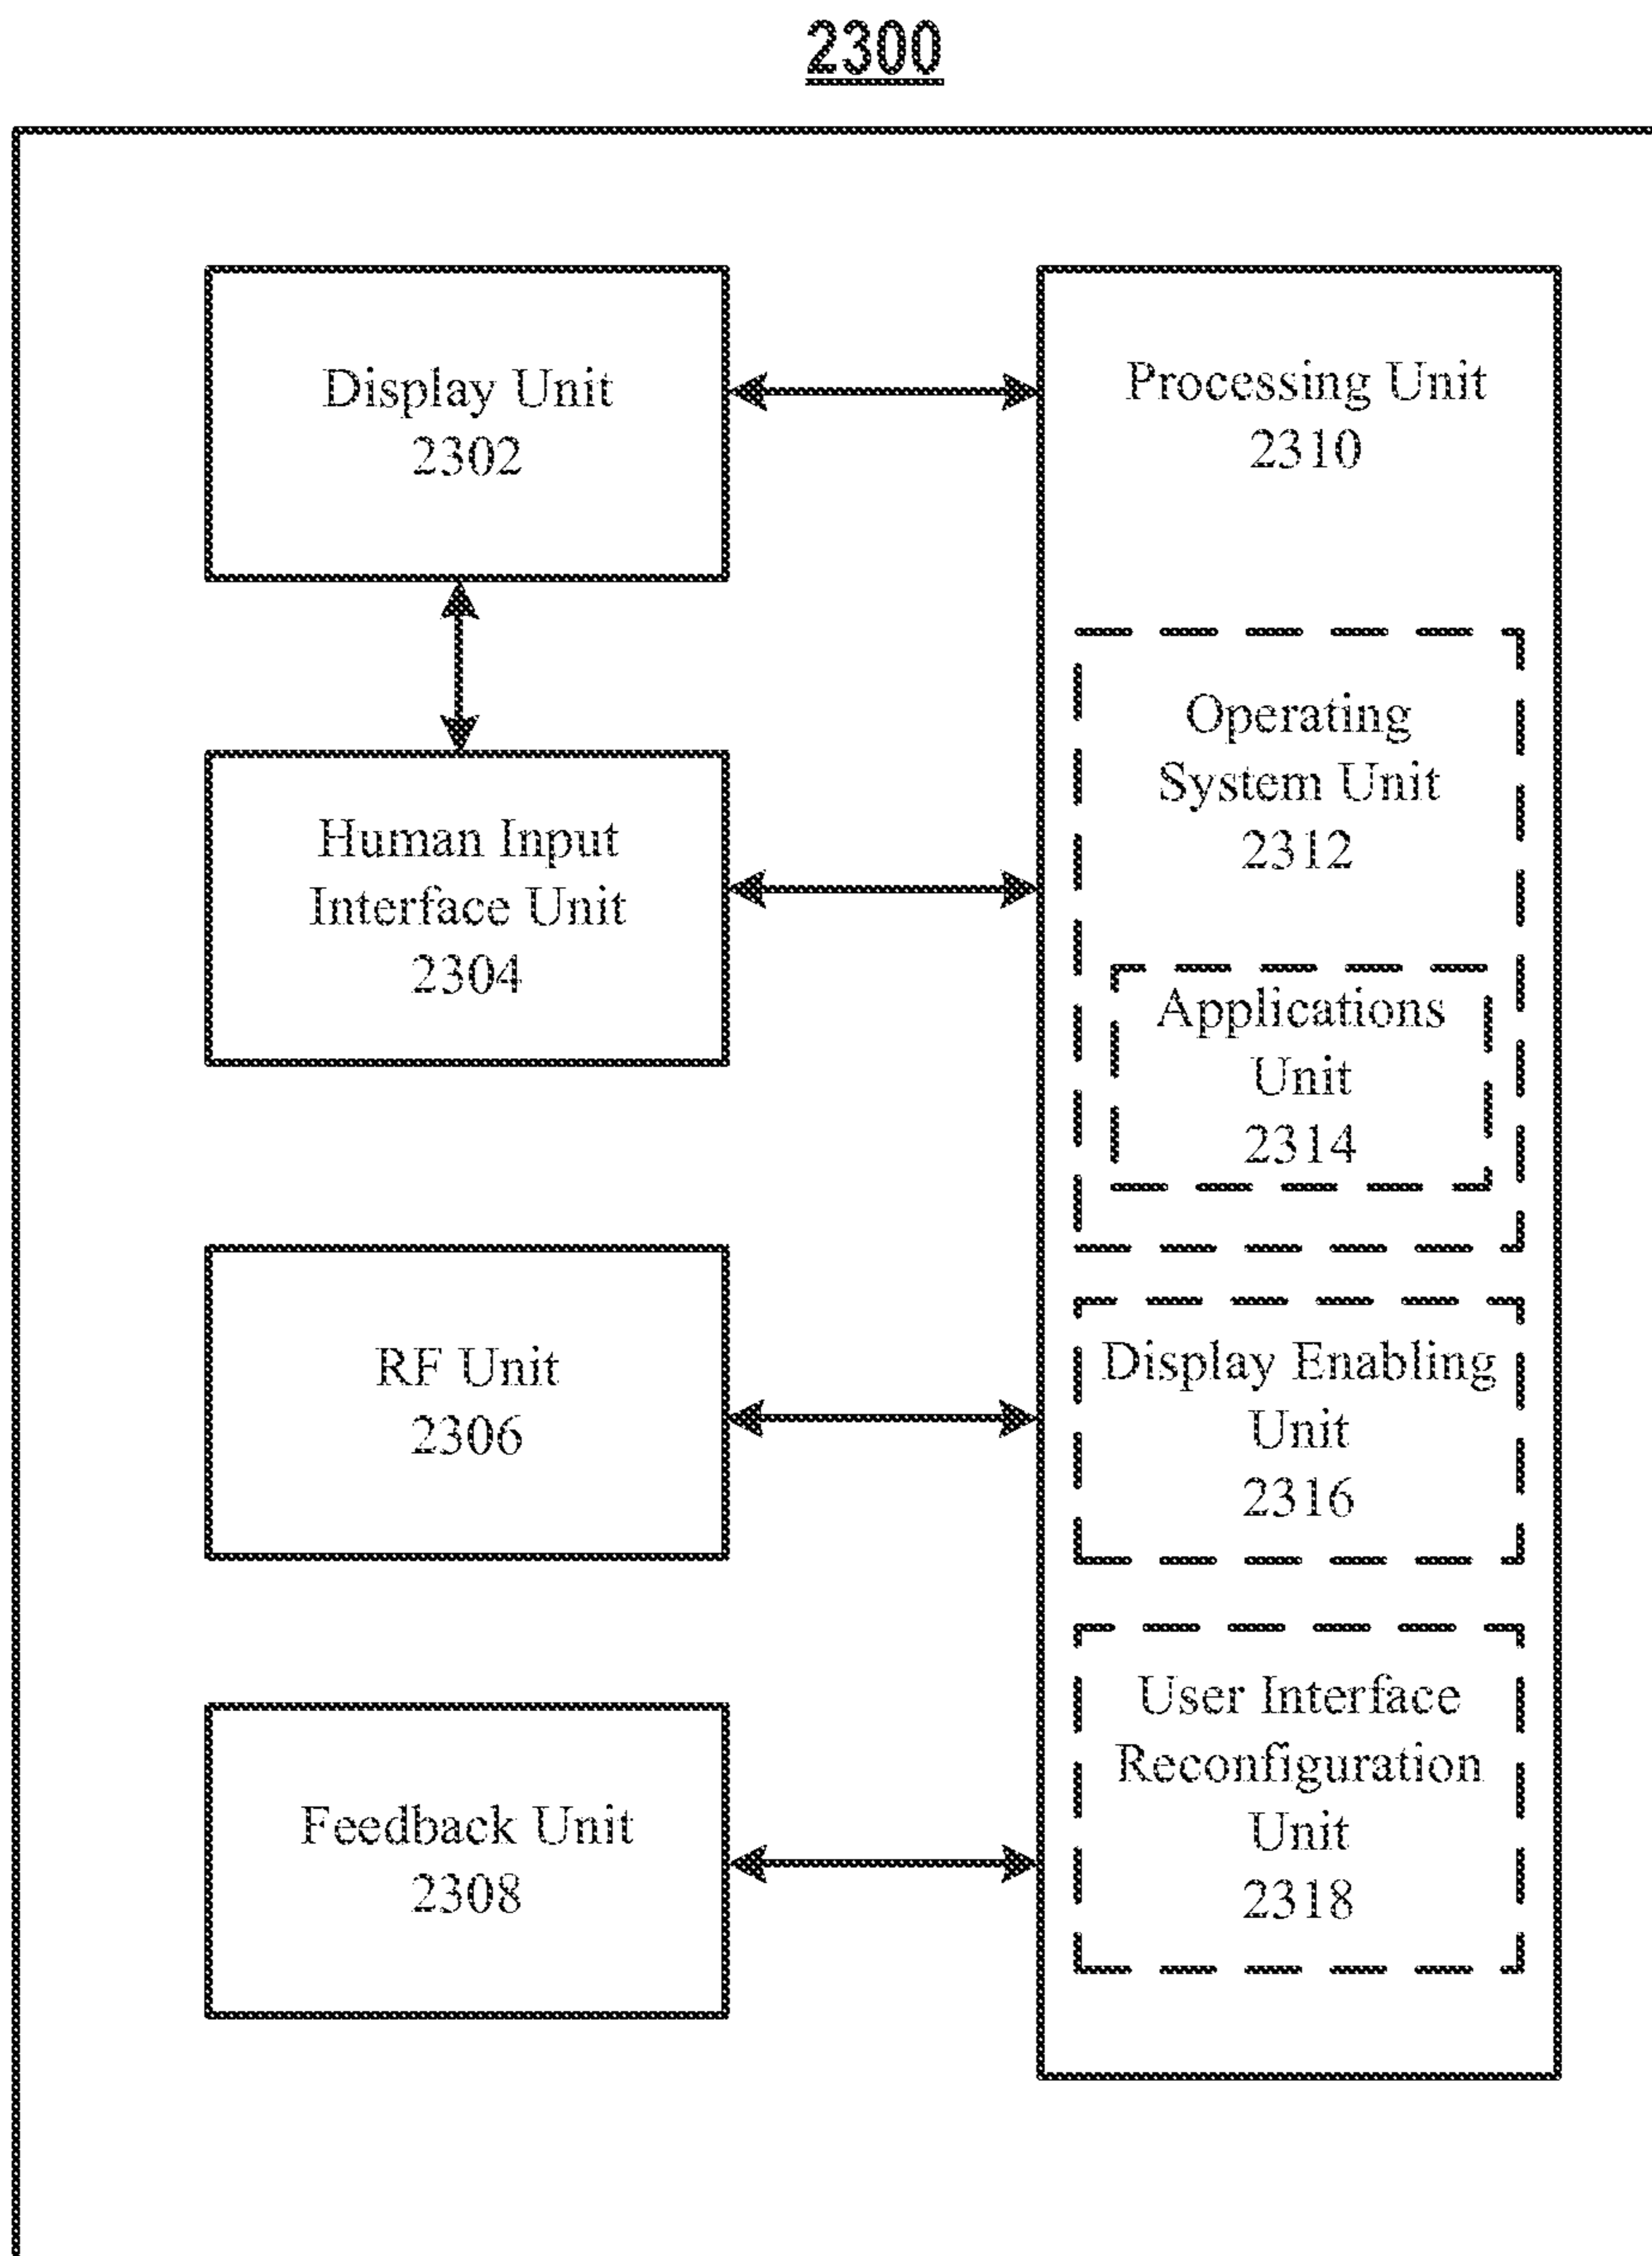 2300
Display Unit
2302
Human Input
Interface Unit
2304
RF Unit
2306
Feedback Unit
2308
Processing Unit
2310
Operating
System Unit
2312
Applications
Unit
2314
Display Enabling
Unit
2316
User Interface
Reconfiguration
Unit
2318